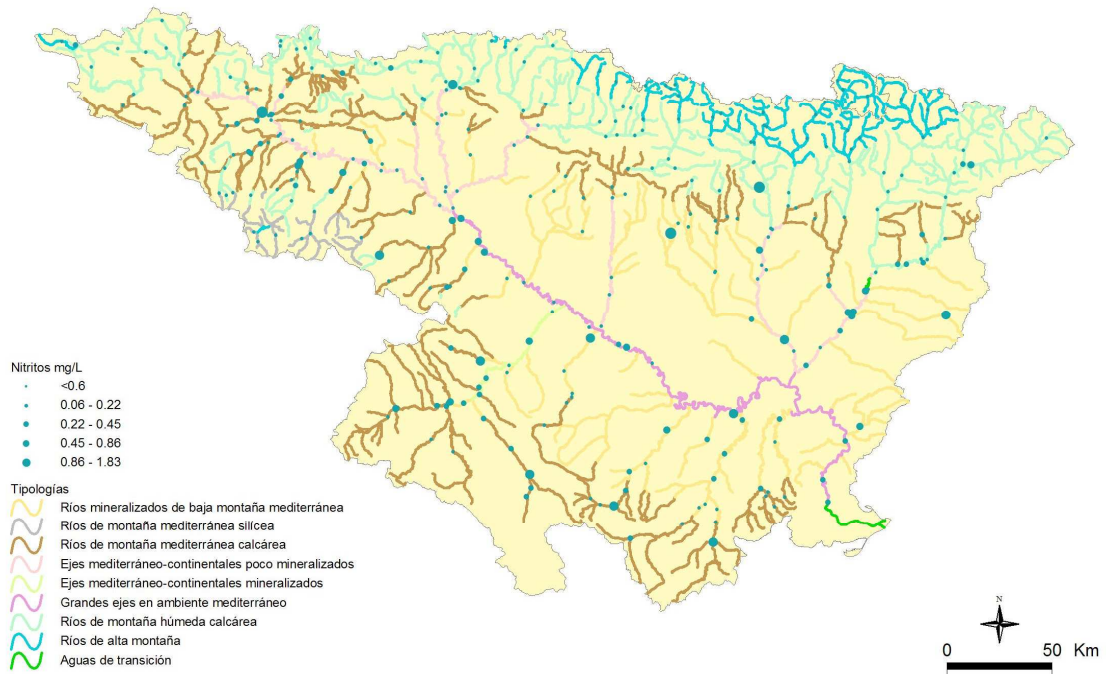 Nitritos mg/L
<0.6
0.06 - 0.22
0.22 - 0.45
0.45 - 0.86
0.86 - 1.83
Tipologías
Ríos mineralizados de baja montaña mediterránea
Ríos de montaña mediterránea silícea
Ríos de montaña mediterránea calcárea
Ejes mediterráneo-continentales poco mineralizados
Ejes mediterráneo-continentales mineralizados
Grandes ejes en ambiente mediterráneo
Ríos de montaña húmeda calcárea
Ríos de alta montaña
Aguas de transición
N
0 50 Km